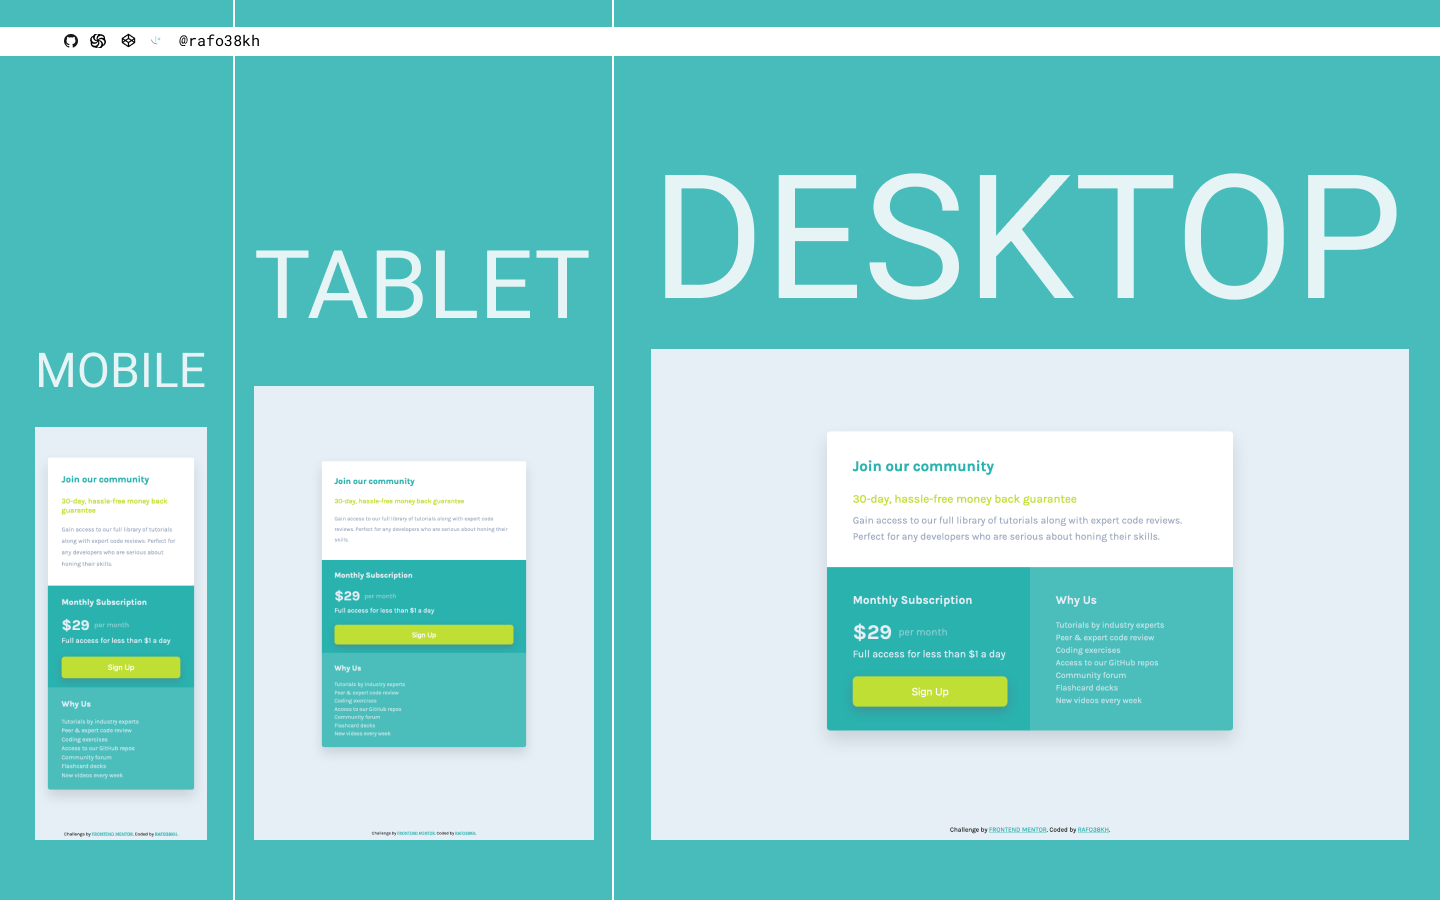 @rafo38kh
MOBILE
Join our community
30-day, hassle-free money back
guarantee
Gain access to our full library of tutorials
along with expert code reviews. Perfect for
any developers who are serious about
honing their skills.
Monthly Subscription
$29 per month
Full access for less than $1 a day
Sign Up
Why Us
Tutorials by industry experts
Peer & expert code review
Coding exercises
Access to our GitHub repos
Community forum
Flashcard decks
New videos every week
Challenge by FRONTEND MENTOR. Coded by RAFO38KH.
TABLET
Join our community
30-day, hassle-free money back guarantee
Gain access to our full library of tutorials along with expert code
reviews. Perfect for any developers who are serious about honing their
skills.
Monthly Subscription
$29 per month
Full access for less than $1 a day
Sign Up
Why Us
Tutorials by industry experts
Peer & expert code review
Coding exercises
Access to our GitHub repos
Community forum
Flashcard decks
New videos every week
Challenge by FRONTEND MENTOR. Coded by RAFO38KH.
DESKTOP
Join our community
30-day, hassle-free money back guarantee
Gain access to our full library of tutorials along with expert code reviews.
Perfect for any developers who are serious about honing their skills.
Monthly Subscription
$29 per month
Full access for less than $1 a day
Sign Up
Why Us
Tutorials by industry experts
Peer & expert code review
Coding exercises
Access to our GitHub repos
Community forum
Flashcard decks
New videos every week
Challenge by FRONTEND MENTOR. Coded by RAFO38KH.